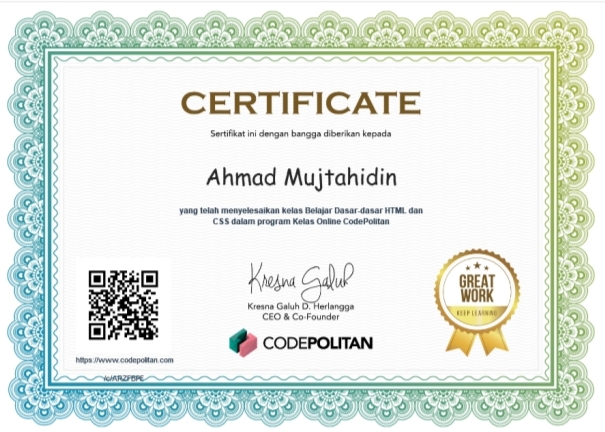 CERTIFICATE
Sertifikat ini dengan bangga diberikan kepada
Ahmad Mujtahidin
yang telah menyelesaikan kelas Belajar Dasar-dasar HTML dan
CSS dalam program Kelas Online CodePolitan
Kresna Galuh
Kresna Galuh D. Herlangga
CEO & Co-Founder
CODEPOLITAN
GREAT
WORK
KEEP LEARNING
https://www.codepolitan.com
/c/ARZFBPE